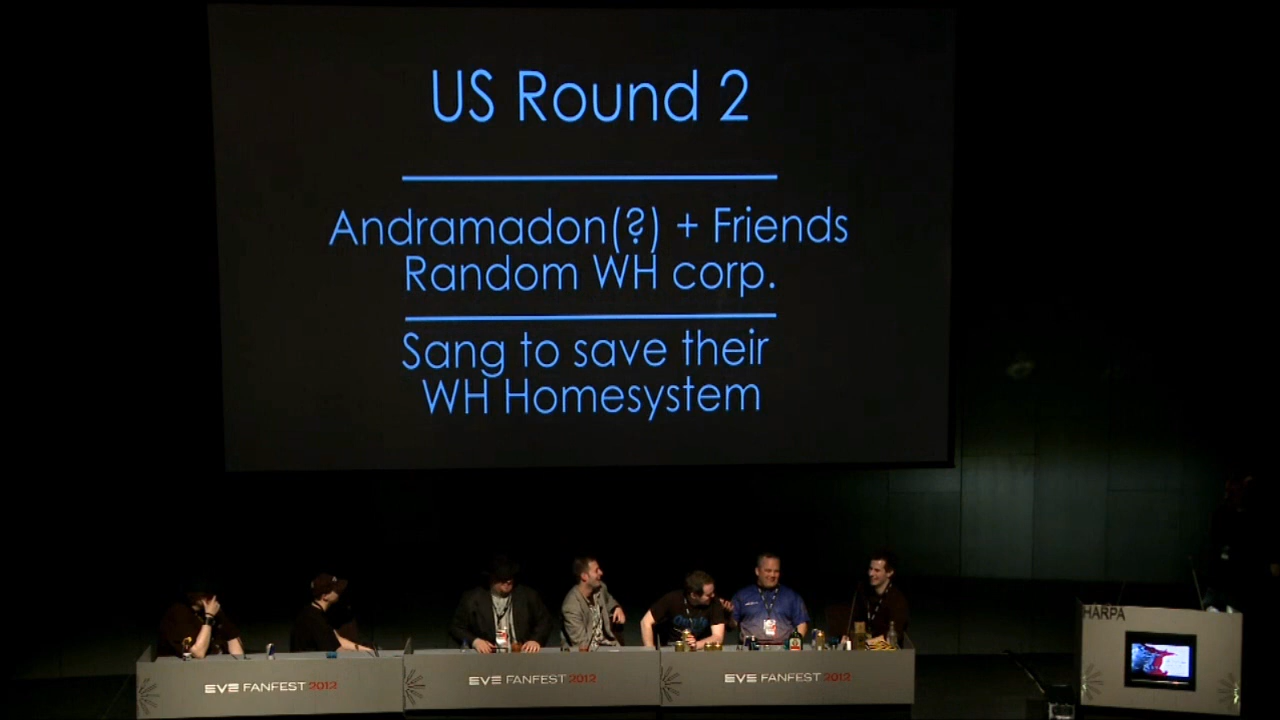 US Round 2
Andramadon(?) + Friends
Random WH corp.
Sang to save their
WH Homesystem
HARPA
EVE FANFEST 2012
EVE FANFEST 2012
EVE FANFEST 2012